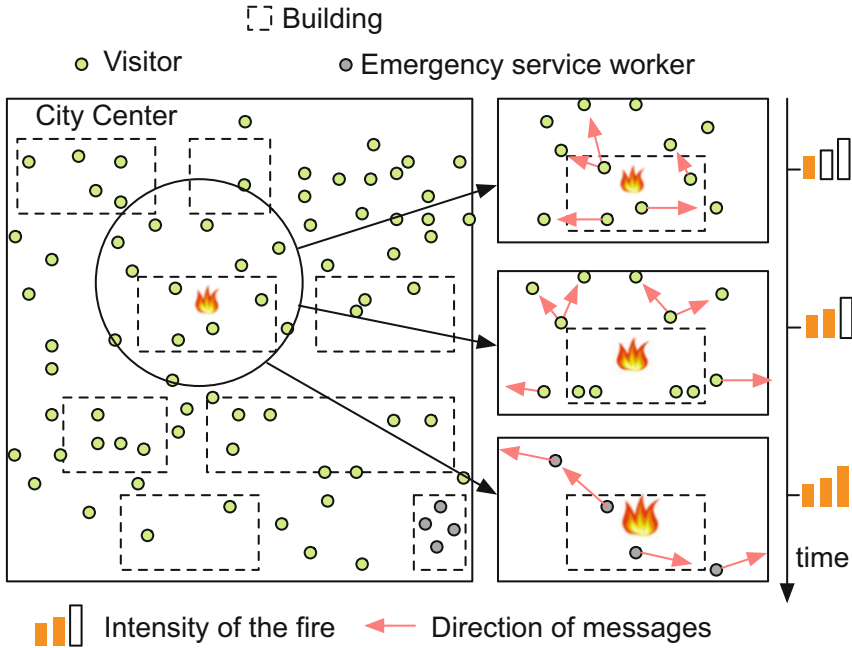 Building
Visitor
Emergency service worker
City Center
time
Intensity of the fire
Direction of messages